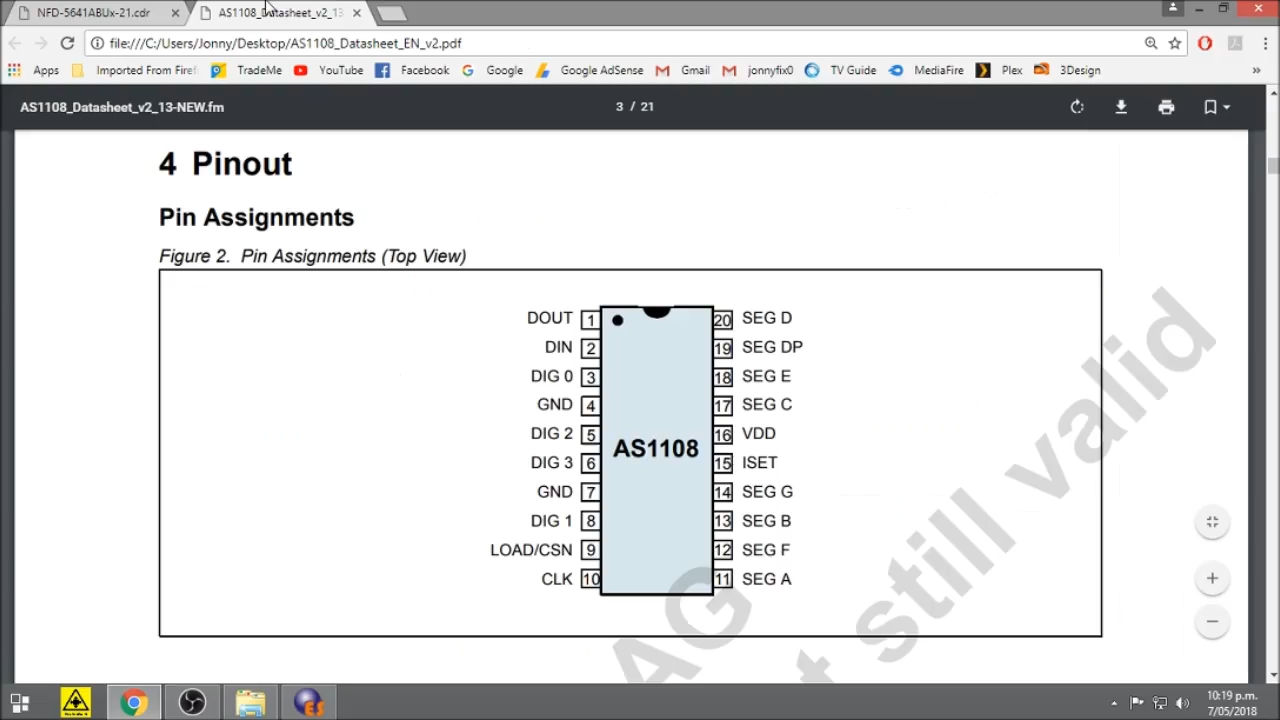 NFD-5641ABUx-21.cdr
AS1108_Datasheet_v2_13
file:///C:/Users/Jonny/Desktop/AS1108_Datasheet_EN_v2.pdf
Apps Imported From Firef TradeMe YouTube Facebook Google Google AdSense Gmail jonnyfix0 TV Guide MediaFire Plex 3Design »
AS1108_Datasheet_v2_13-NEW.fm 3 / 21
4 Pinout
Pin Assignments
Figure 2. Pin Assignments (Top View)
DOUT 1 20 SEG D
DIN 2 19 SEG DP
DIG 0 3 18 SEG E
GND 4 17 SEG C
DIG 2 5 16 VDD
DIG 3 6 15 ISET
GND 7 14 SEG G
DIG 1 8 13 SEG B
LOAD/CSN 9 12 SEG F
CLK 10 11 SEG A
AS1108
AG
still valid
ES
10:19 p.m.
7/05/2018